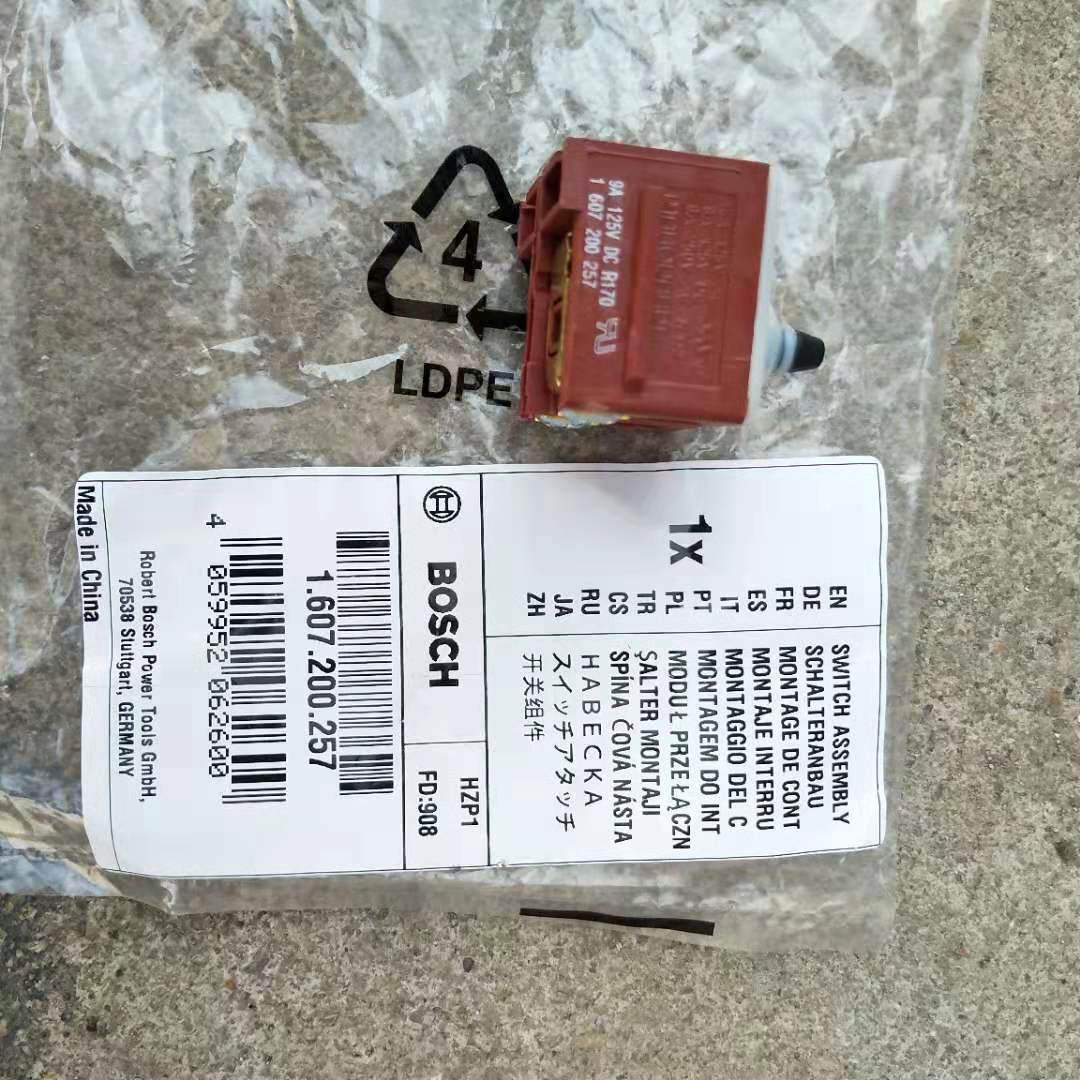 4
LDPE
9A 125V DC R170
1 607 200 257
1x
EN SWITCH ASSEMBLY
DE SCHALTERANBAU
FR MONTAGE DE CONT
ES MONTAJE INTERRU
IT MONTAGGIO DEL C
PT MONTAGEM DO INT
PL MODUŁ PRZEŁĄCZN
TR ŞALTER MONTAJI
CS SPÍNAČOVÁ NÁSTA
RU НАВЕСКА
JA スイッチアタッチ
ZH 开关组件
BOSCH
HZP1
FD:908
1.607.200.257
4 059952 062600
Robert Bosch Power Tools GmbH,
70538 Stuttgart, GERMANY
Made in China